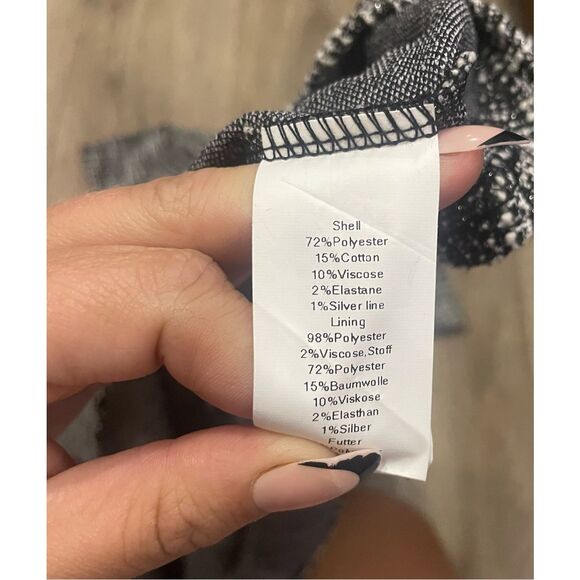 Shell
72%Polyester
15%Cotton
10%Viscose
2%Elastane
1%Silver line
Lining
98%Polyester
2%Viscose,Stoff
72%Polyester
15%Baumwolle
10%Viskose
2%Elasthan
1%Silber
Futter